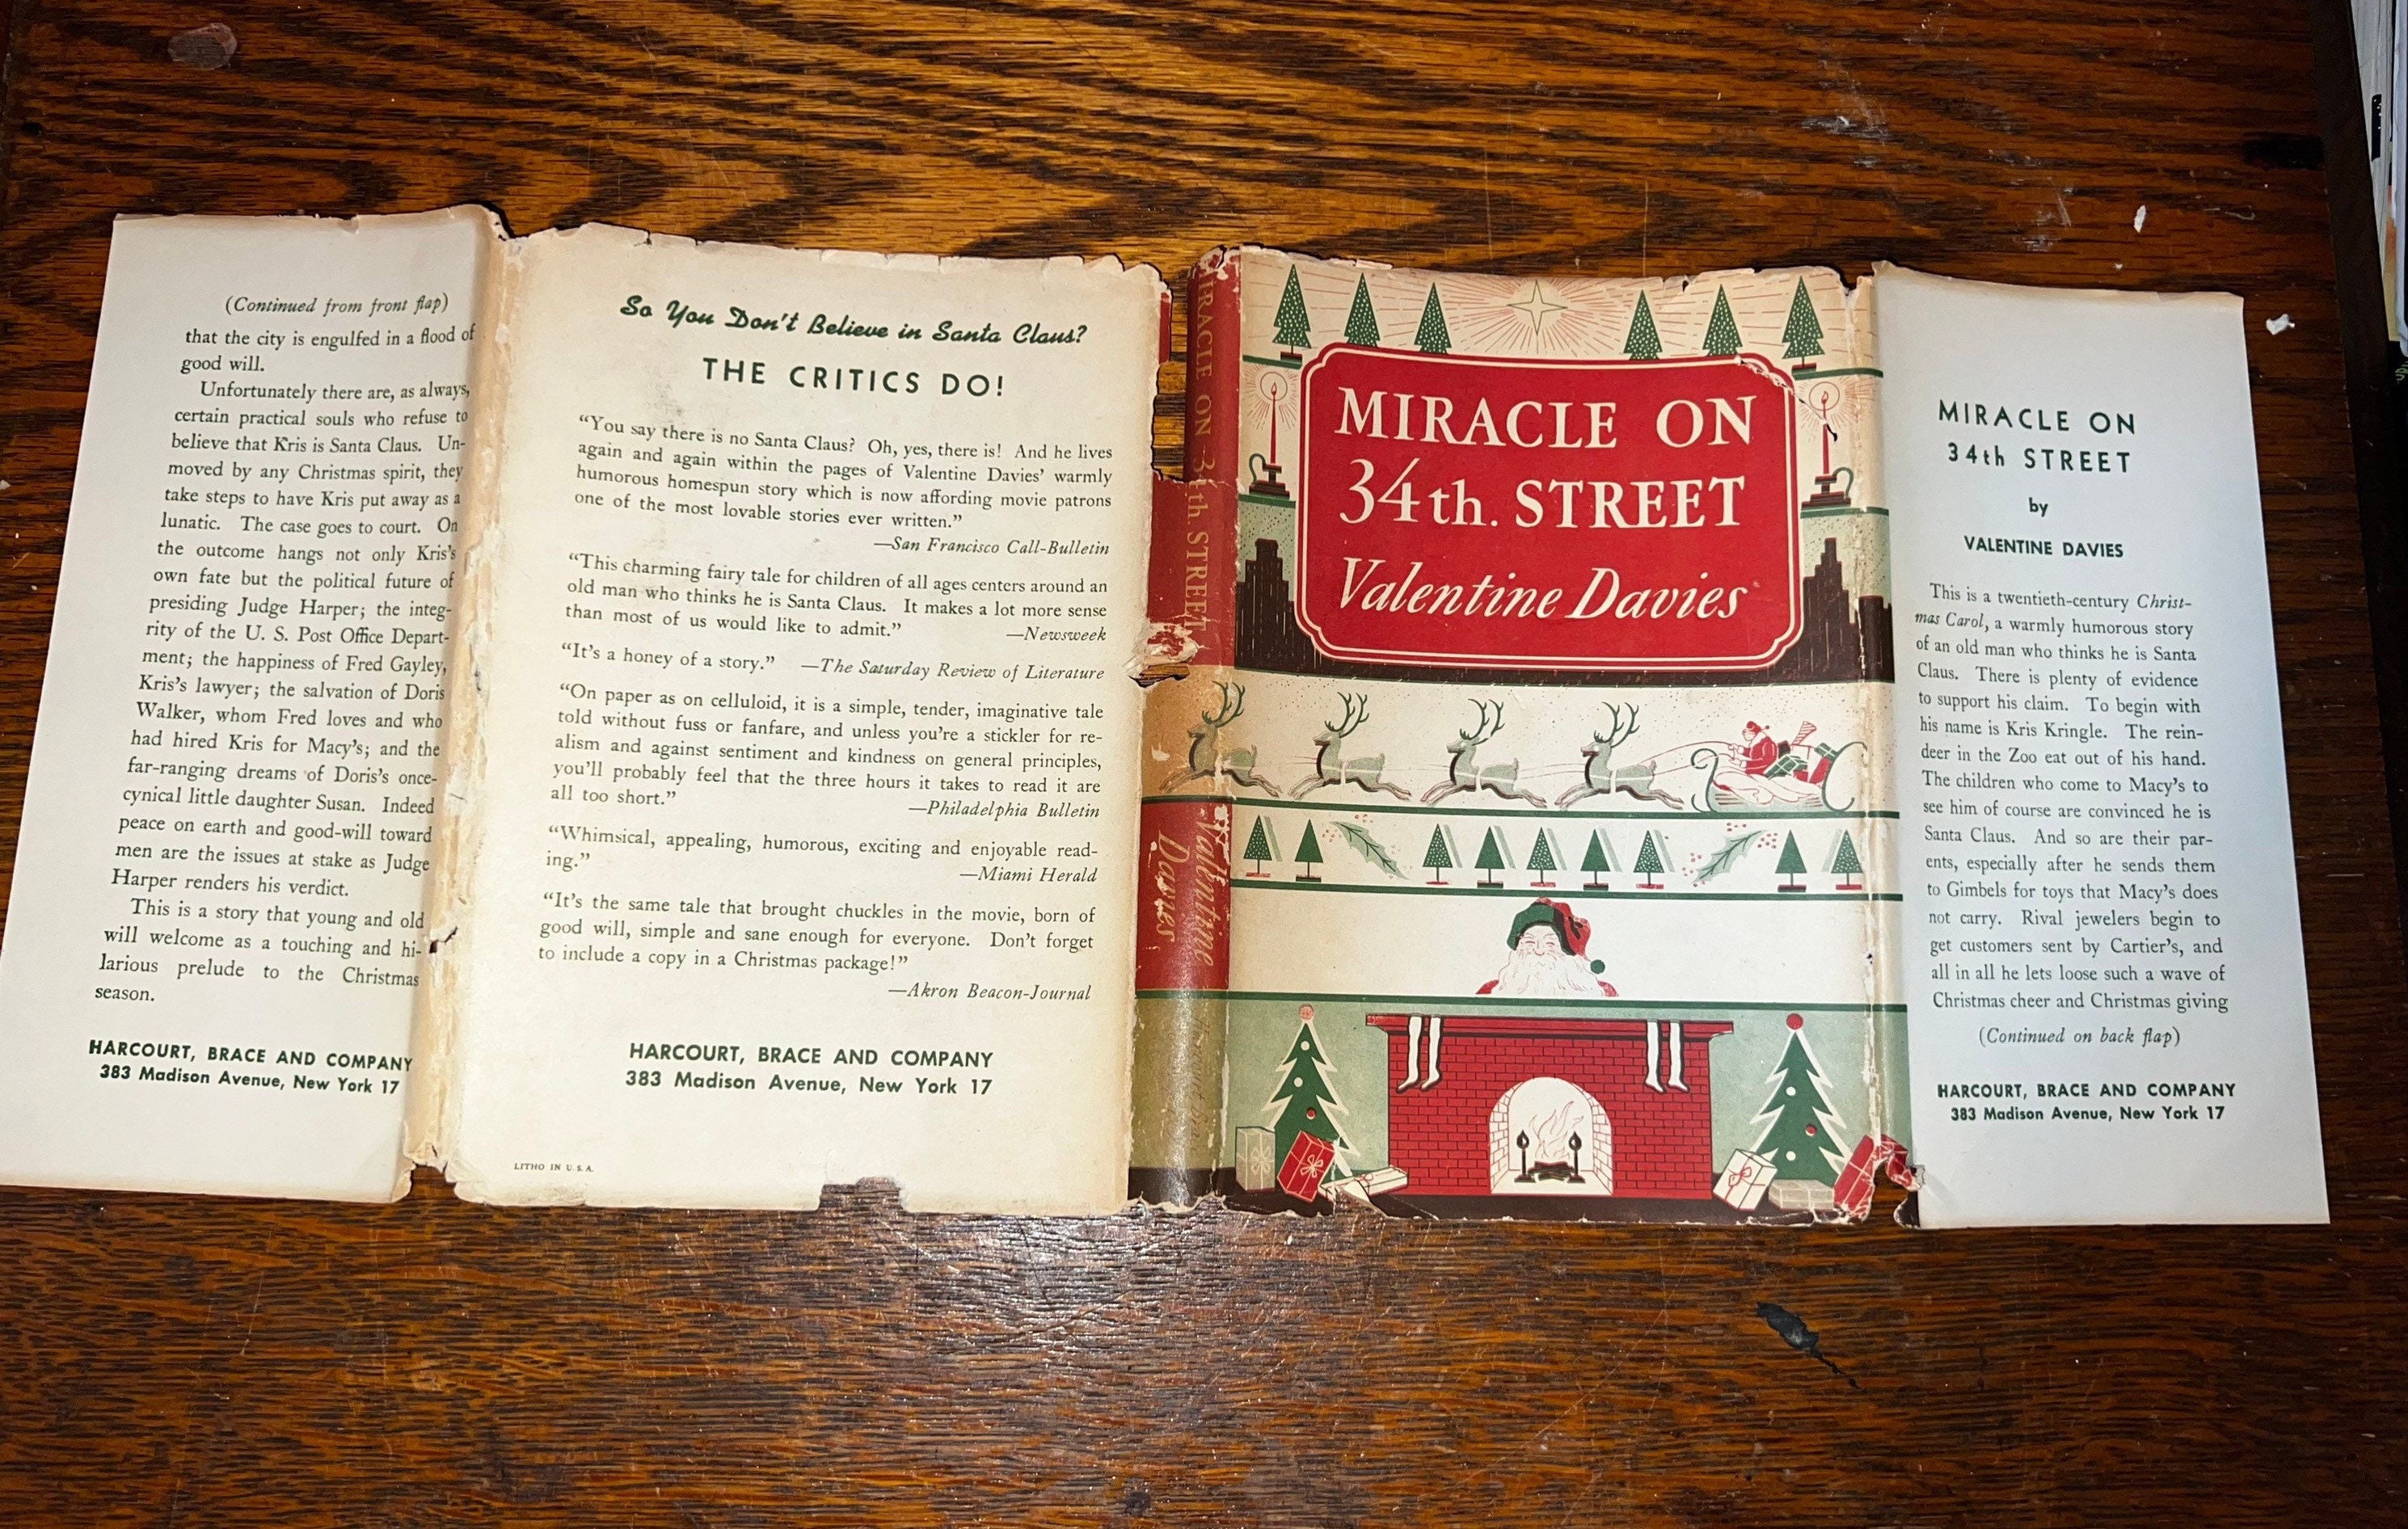 (Continued from front flap)
that the city is engulfed in a flood of
good will.
Unfortunately there are, as always,
certain practical souls who refuse to
believe that Kris is Santa Claus. Un-
moved by any Christmas spirit, they
take steps to have Kris put away as a
lunatic. The case goes to court. On
the outcome hangs not only Kris's
own fate but the political future of
presiding Judge Harper; the integ-
rity of the U. S. Post Office Depart-
ment; the happiness of Fred Gayley,
Kris's lawyer; the salvation of Doris
Walker, whom Fred loves and who
had hired Kris for Macy's; and the
far-ranging dreams of Doris's once-
cynical little daughter Susan. Indeed
peace on earth and good-will toward
men are the issues at stake as Judge
Harper renders his verdict.
This is a story that young and old
will welcome as a touching and hi-
larious prelude to the Christmas
season.
HARCOURT, BRACE AND COMPANY
383 Madison Avenue, New York 17
So You Don't Believe in Santa Claus?
THE CRITICS DO!
"You say there is no Santa Claus? Oh, yes, there is! And he lives
again and again within the pages of Valentine Davies' warmly
humorous homespun story which is now affording movie patrons
one of the most lovable stories ever written."
—San Francisco Call-Bulletin
"This charming fairy tale for children of all ages centers around an
old man who thinks he is Santa Claus. It makes a lot more sense
than most of us would like to admit." —Newsweek
"It's a honey of a story." —The Saturday Review of Literature
"On paper as on celluloid, it is a simple, tender, imaginative tale
told without fuss or fanfare, and unless you're a stickler for re-
alism and against sentiment and kindness on general principles,
you'll probably feel that the three hours it takes to read it are
all too short." —Philadelphia Bulletin
"Whimsical, appealing, humorous, exciting and enjoyable read-
ing." —Miami Herald
"It's the same tale that brought chuckles in the movie, born of
good will, simple and sane enough for everyone. Don't forget
to include a copy in a Christmas package!"
—Akron Beacon-Journal
HARCOURT, BRACE AND COMPANY
383 Madison Avenue, New York 17
LITHO IN U. S. A.
MIRACLE ON 34th. STREET
Valentine
Davies
MIRACLE ON
34th. STREET
Valentine Davies
MIRACLE ON
34th STREET
by
VALENTINE DAVIES
This is a twentieth-century Christ-
mas Carol, a warmly humorous story
of an old man who thinks he is Santa
Claus. There is plenty of evidence
to support his claim. To begin with
his name is Kris Kringle. The rein-
deer in the Zoo eat out of his hand.
The children who come to Macy's to
see him of course are convinced he is
Santa Claus. And so are their par-
ents, especially after he sends them
to Gimbels for toys that Macy's does
not carry. Rival jewelers begin to
get customers sent by Cartier's, and
all in all he lets loose such a wave of
Christmas cheer and Christmas giving
(Continued on back flap)
HARCOURT, BRACE AND COMPANY
383 Madison Avenue, New York 17